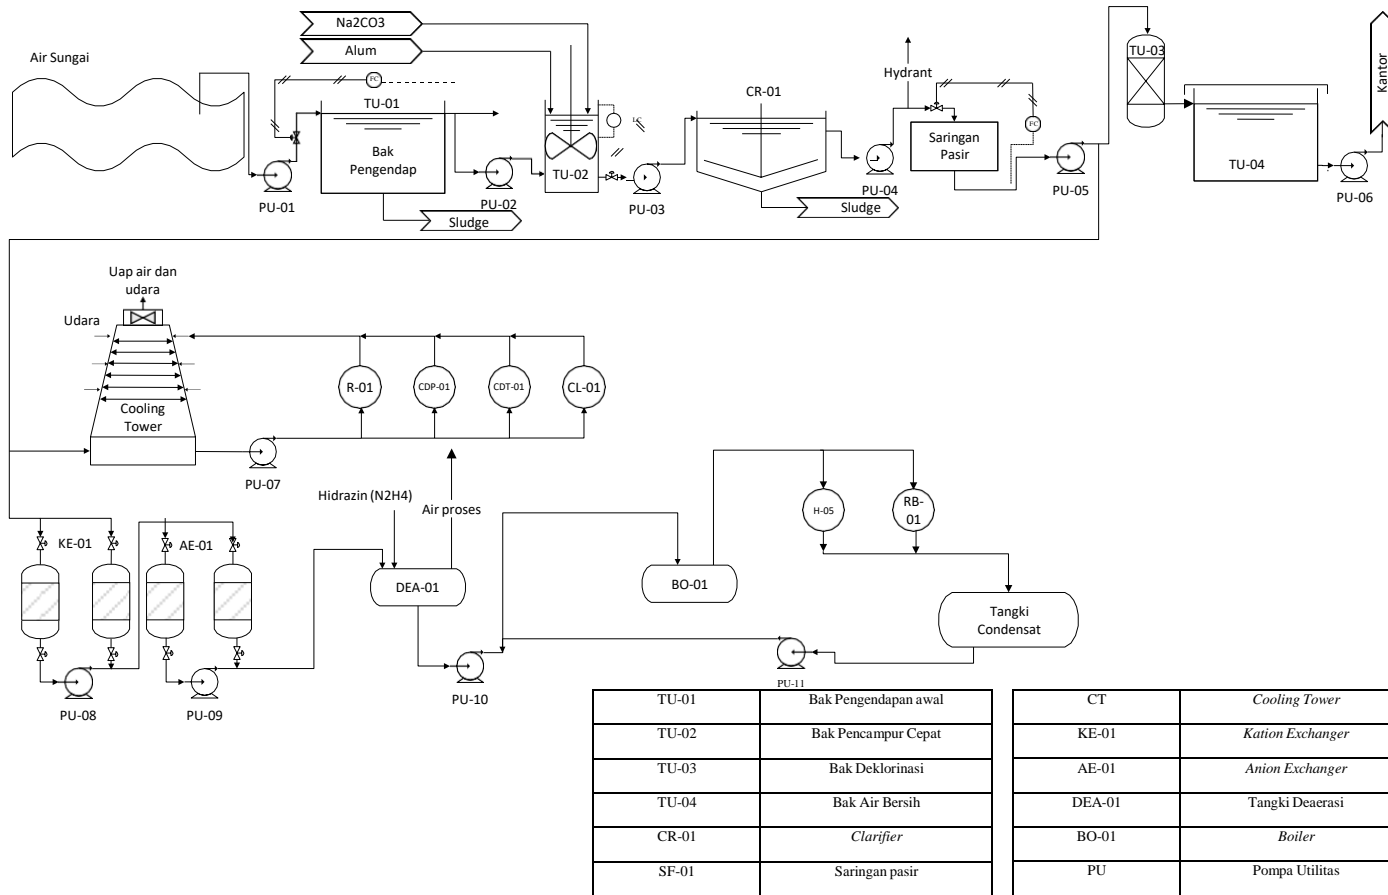 Na2CO3
Alum
Air Sungai
FC
TU-01
Bak
Pengendap
PU-01
Sludge
PU-02
TU-02
LC
PU-03
CR-01
Sludge
Hydrant
PU-04
Saringan
Pasir
FC
PU-05
TU-03
TU-04
PU-06
Kantor
Uap air dan
udara
Udara
Cooling
Tower
PU-07
R-01
CDP-01
CDT-01
CL-01
Hidrazin (N2H4)
Air proses
KE-01
AE-01
PU-08
PU-09
DEA-01
PU-10
BO-01
H-05
RB-
01
Tangki
Condensat
PU-11
TU-01 Bak Pengendapan awal
TU-02 Bak Pencampur Cepat
TU-03 Bak Deklorinasi
TU-04 Bak Air Bersih
CR-01 Clarifier
SF-01 Saringan pasir
CT Cooling Tower
KE-01 Kation Exchanger
AE-01 Anion Exchanger
DEA-01 Tangki Deaerasi
BO-01 Boiler
PU Pompa Utilitas